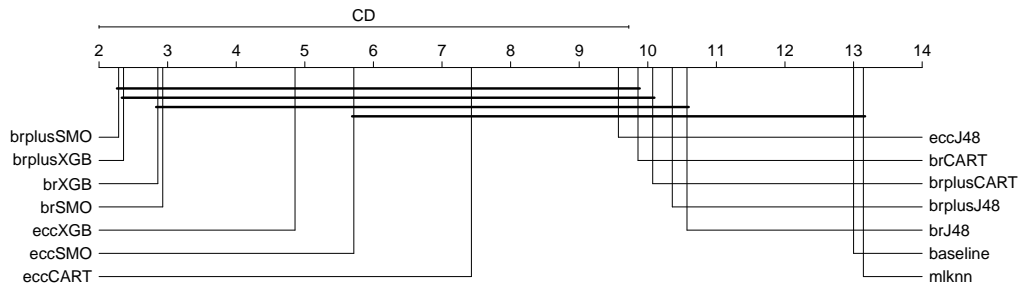 CD
2 3 4 5 6 7 8 9 10 11 12 13 14
brplusSMO eccJ48
brplusXGB brCART
brXGB brplusCART
brSMO brplusJ48
eccXGB brJ48
eccSMO baseline
eccCART mlknn